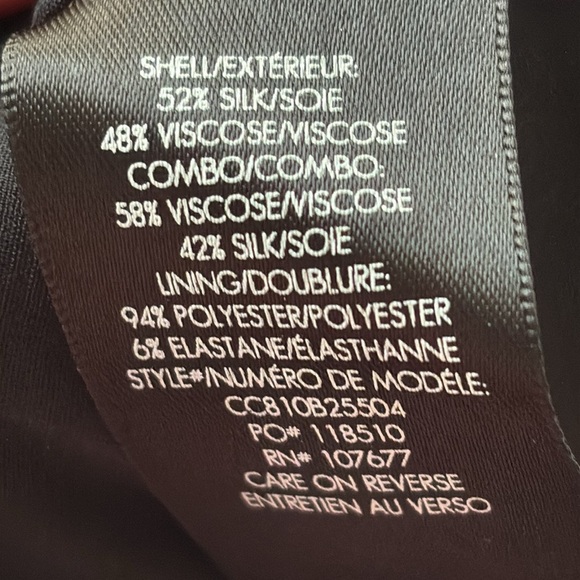 SHELL/EXTÉRIEUR:
52% SILK/SOIE
48% VISCOSE/VISCOSE
COMBO/COMBO:
58% VISCOSE/VISCOSE
42% SILK/SOIE
LINING/DOUBLURE:
94% POLYESTER/POLYESTER
6% ELASTANE/ÉLASTHANNE
STYLE#/NUMÉRO DE MODÉLE:
CC810B25504
PO# 118510
RN# 107677
CARE ON REVERSE
ENTRETIEN AU VERSO